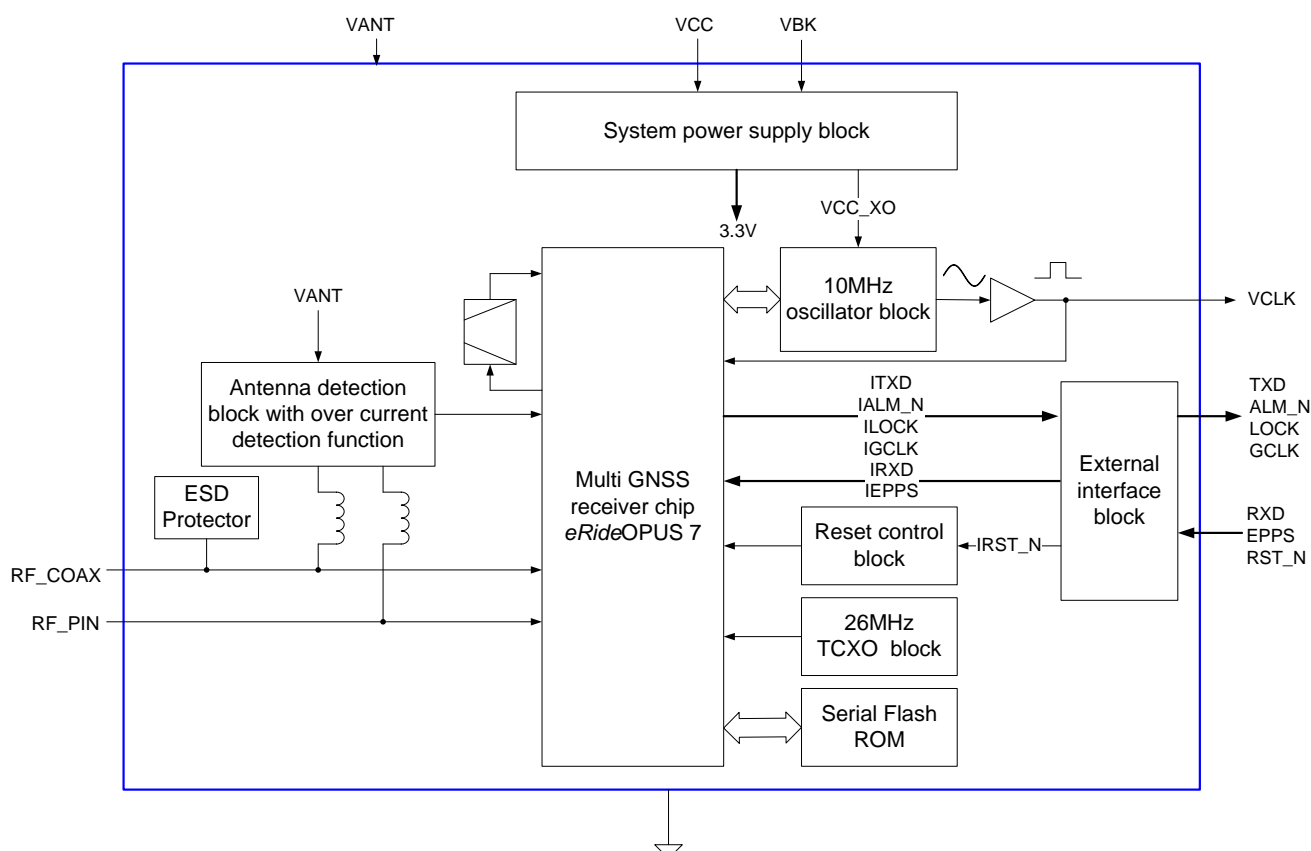 VANT
VCC
VBK
System power supply block
VCC_XO
3.3V
10MHz
oscillator block
VCLK
VANT
Antenna detection
block with over current
detection function
ESD
Protector
RF_COAX
RF_PIN
Multi GNSS
receiver chip
eRideOPUS 7
ITXD
IALM_N
ILOCK
IGCLK
IRXD
IEPPS
Reset control
block
IRST_N
26MHz
TCXO block
Serial Flash
ROM
External
interface
block
TXD
ALM_N
LOCK
GCLK
RXD
EPPS
RST_N